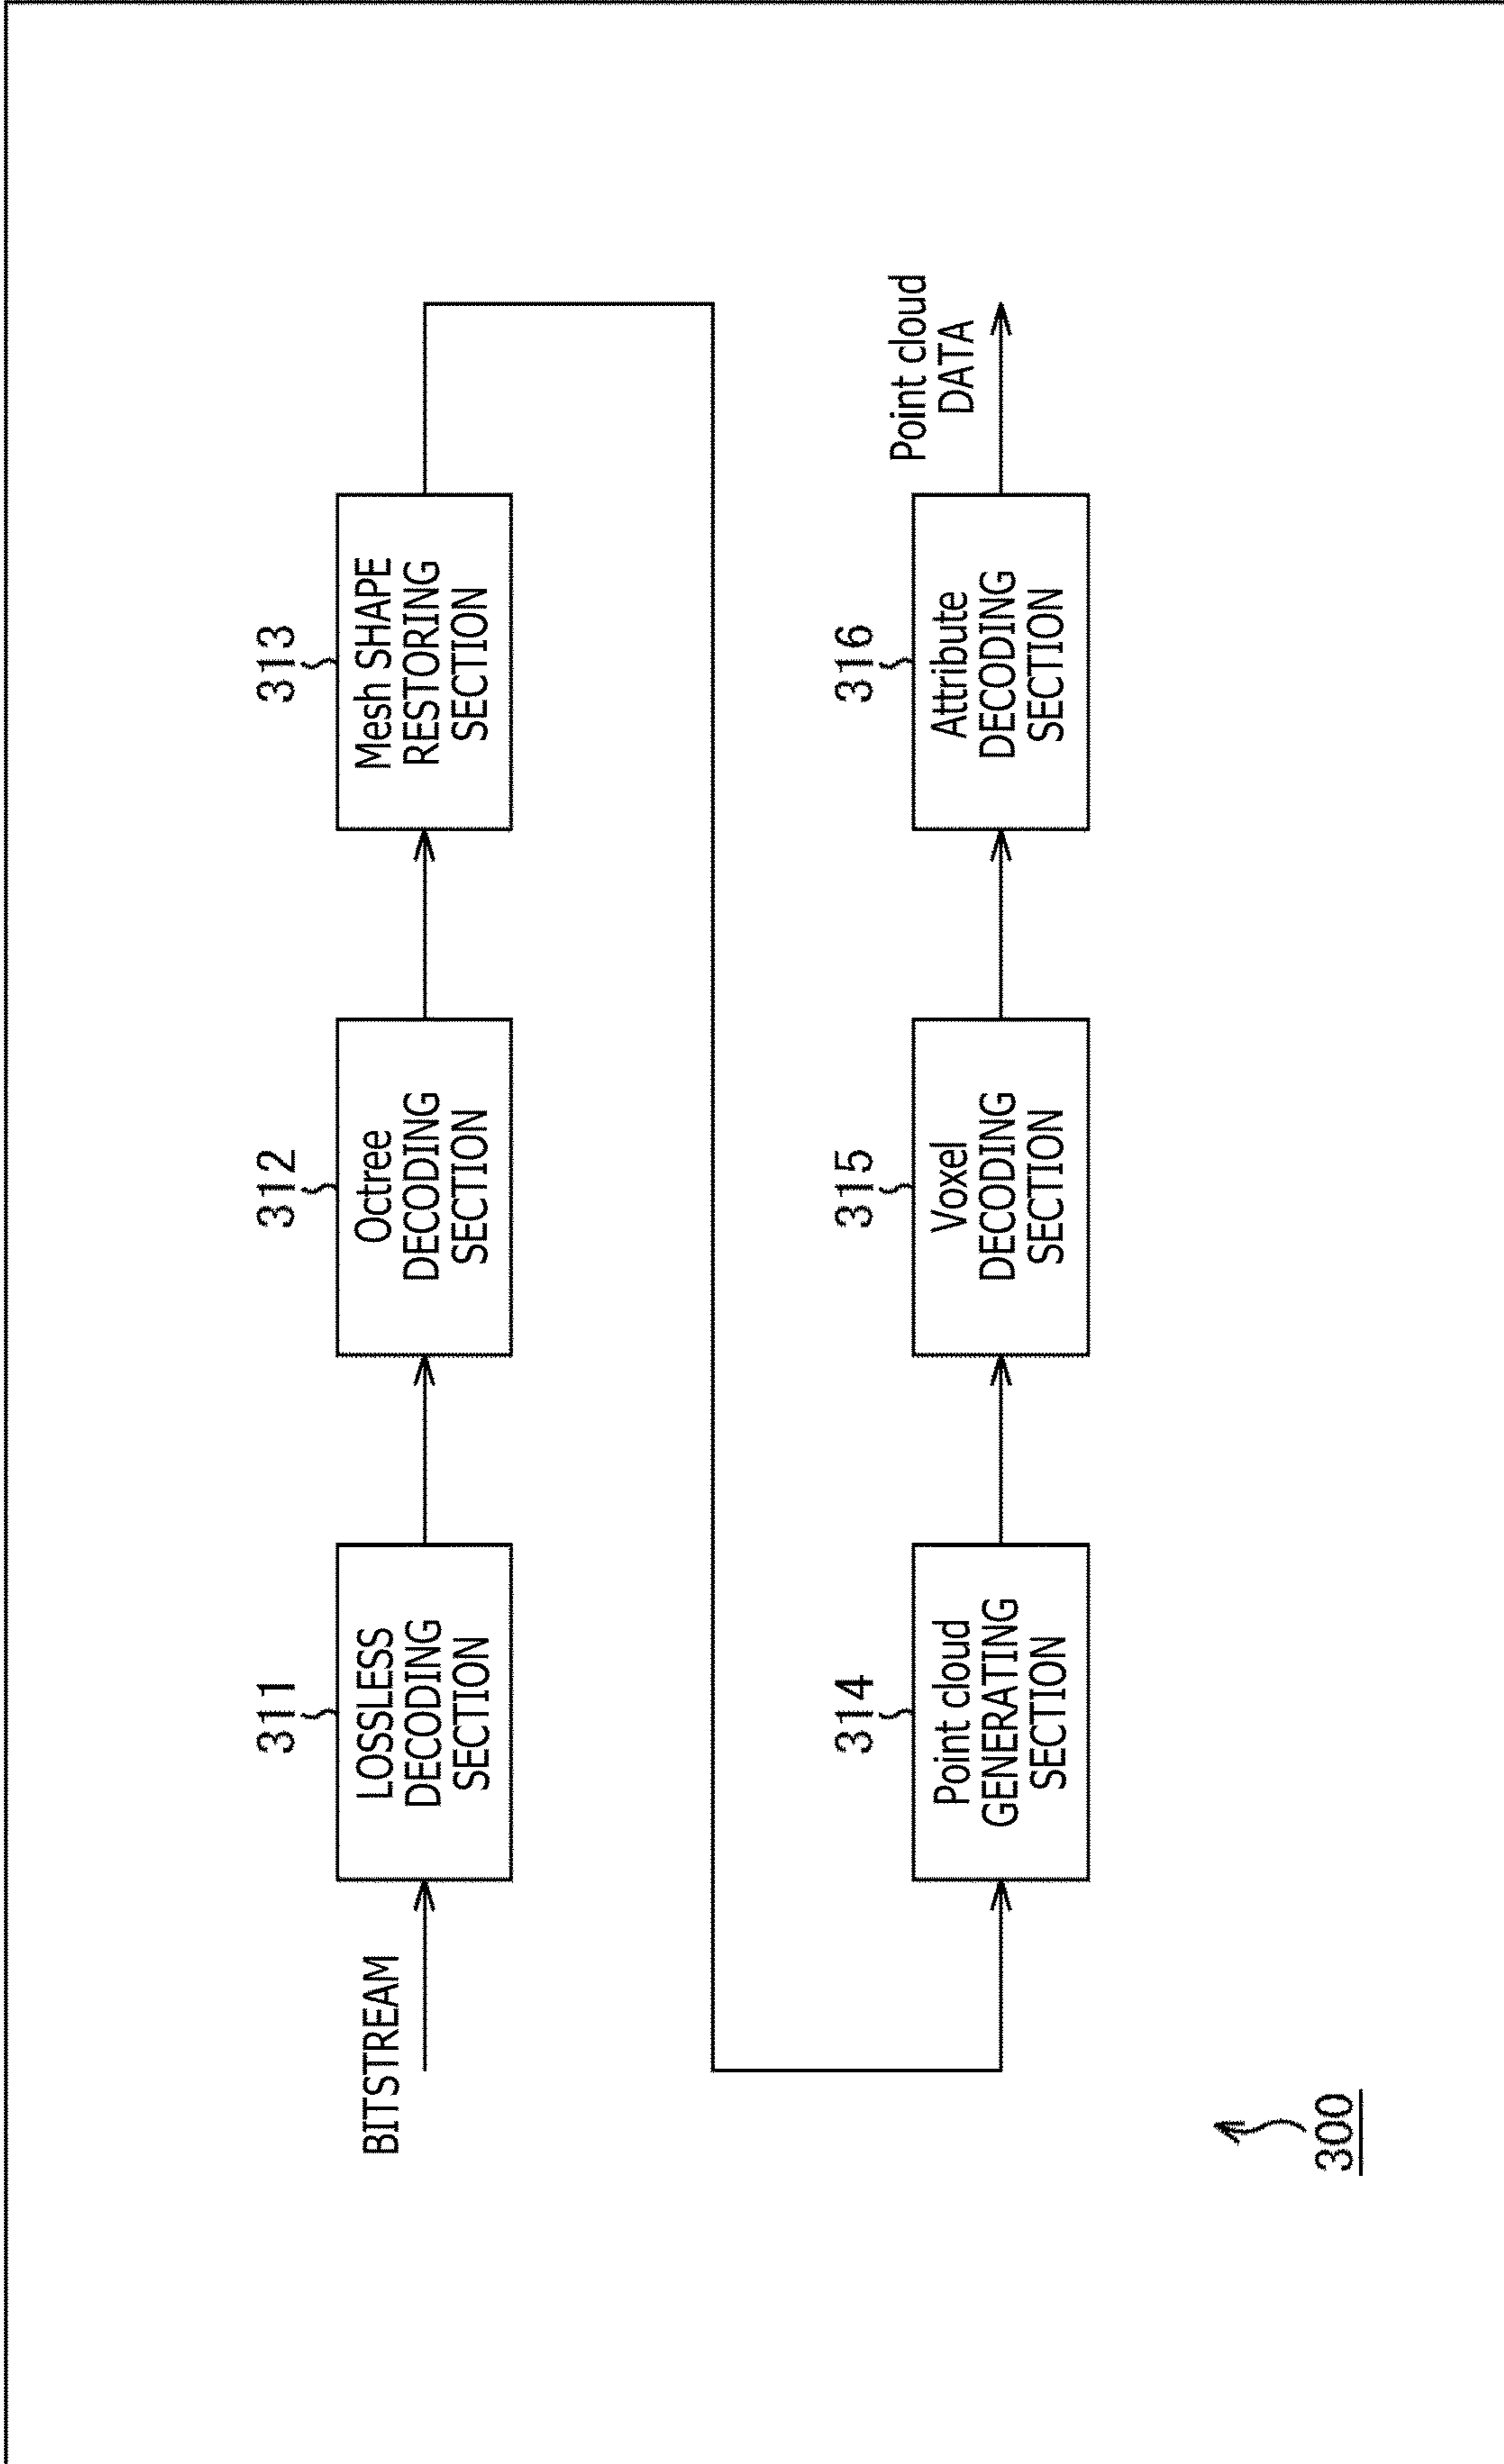 311
312
313
BITSTREAM
LOSSLESS
DECODING
SECTION
Octree
DECODING
SECTION
Mesh SHAPE
RESTORING
SECTION
314
315
316
Point cloud
GENERATING
SECTION
Voxel
DECODING
SECTION
Attribute
DECODING
SECTION
Point cloud
DATA
300